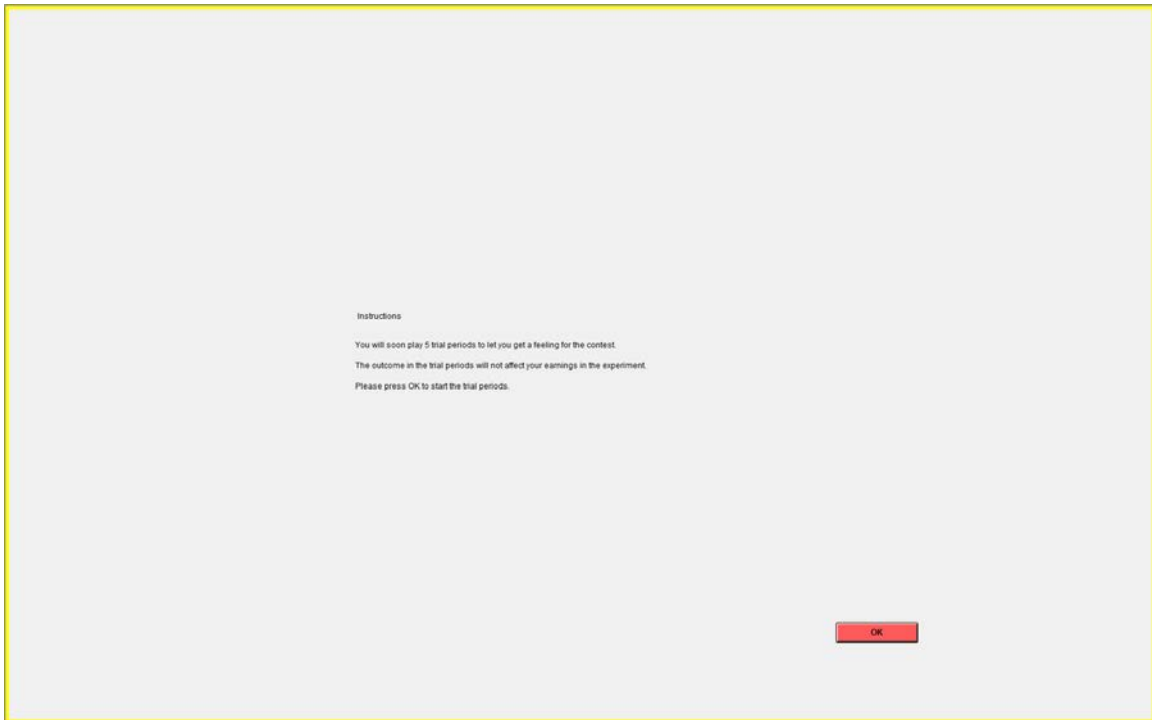 Instructions
You will soon play 5 trial periods to let you get a feeling for the contest.
The outcome in the trial periods will not affect your earnings in the experiment.
Please press OK to start the trial periods.
OK